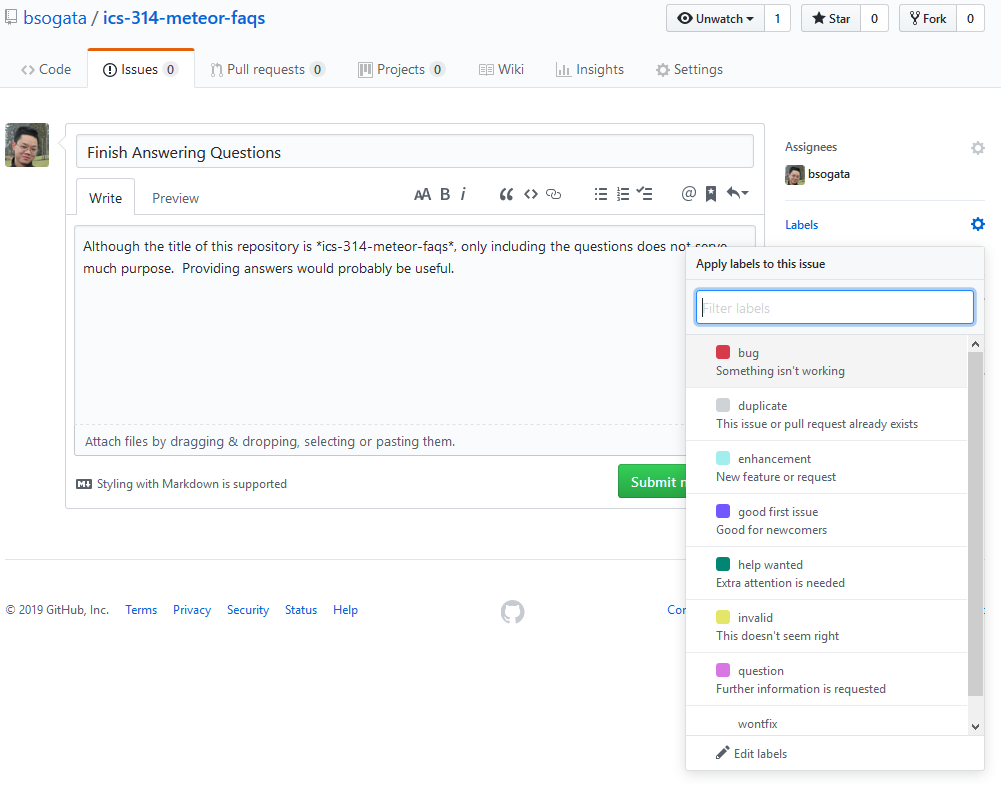 bsogata / ics-314-meteor-faqs
Unwatch 1 Star 0 Fork 0
Code Issues 0 Pull requests 0 Projects 0 Wiki Insights Settings
Finish Answering Questions
Write Preview
AA B i
Although the title of this repository is *ics-314-meteor-faqs*, only including the questions does not serve
much purpose.  Providing answers would probably be useful.
Attach files by dragging & dropping, selecting or pasting them.
Styling with Markdown is supported
Submit n
Assignees
bsogata
Labels
Apply labels to this issue
Filter labels
bug
Something isn't working
duplicate
This issue or pull request already exists
enhancement
New feature or request
good first issue
Good for newcomers
help wanted
Extra attention is needed
invalid
This doesn't seem right
question
Further information is requested
wontfix
Edit labels
© 2019 GitHub, Inc. Terms Privacy Security Status Help